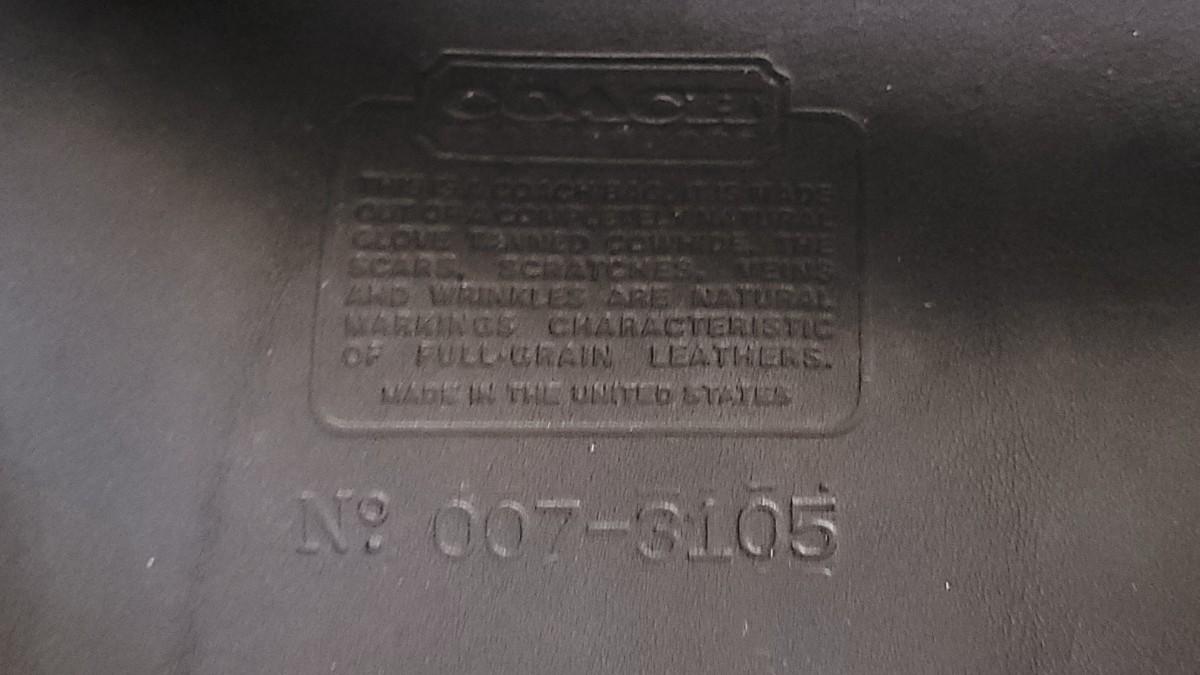 COACH
THIS IS A COACH BAG. IT IS MADE
OUT OF A COMPLETELY NATURAL
GLOVE TANNED COWHIDE. THE
SCARS, SCRATCHES, VEINS
AND WRINKLES ARE NATURAL
MARKINGS CHARACTERISTIC
OF FULL-GRAIN LEATHERS.
MADE IN THE UNITED STATES
Nº 007-3105